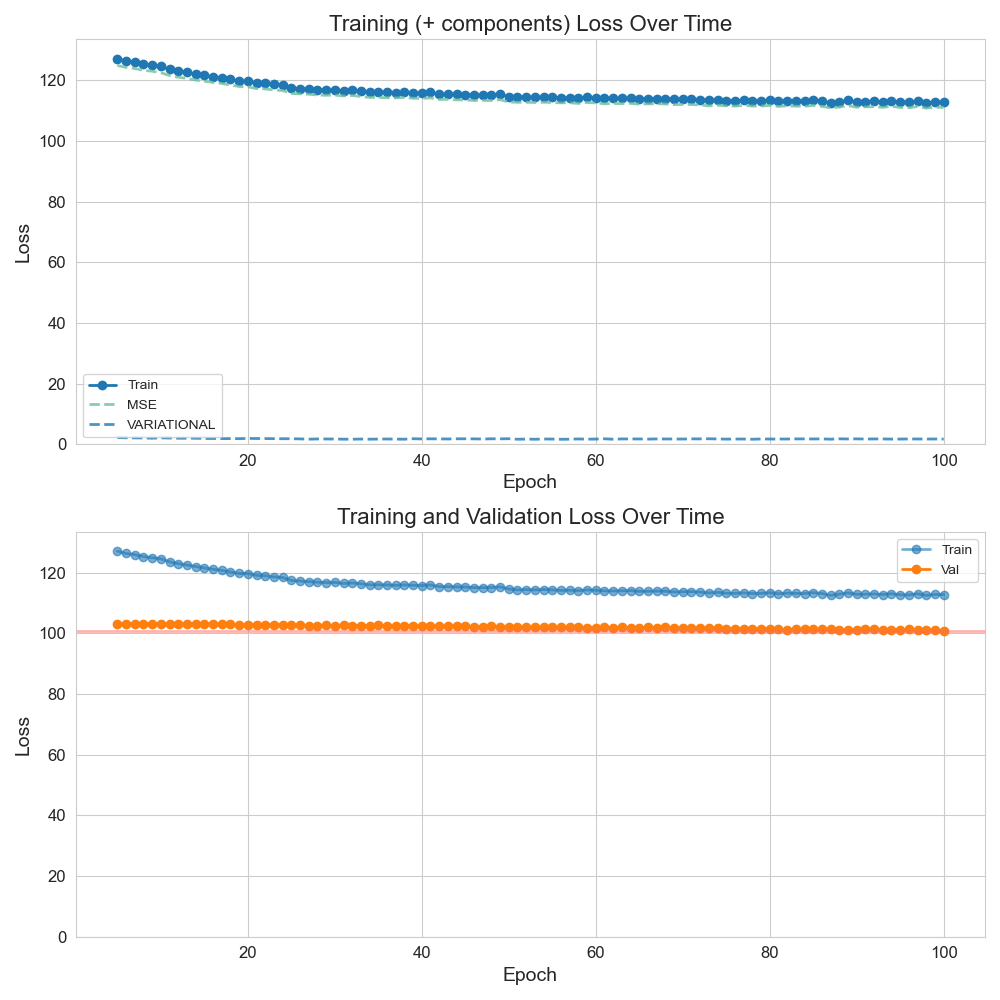 Training (+ components) Loss Over Time
120
100
80
60
40
20
0
Loss
Train
MSE
VARIATIONAL
20 40 60 80 100
Epoch
Training and Validation Loss Over Time
120
100
80
60
40
20
0
Loss
Train
Val
20 40 60 80 100
Epoch